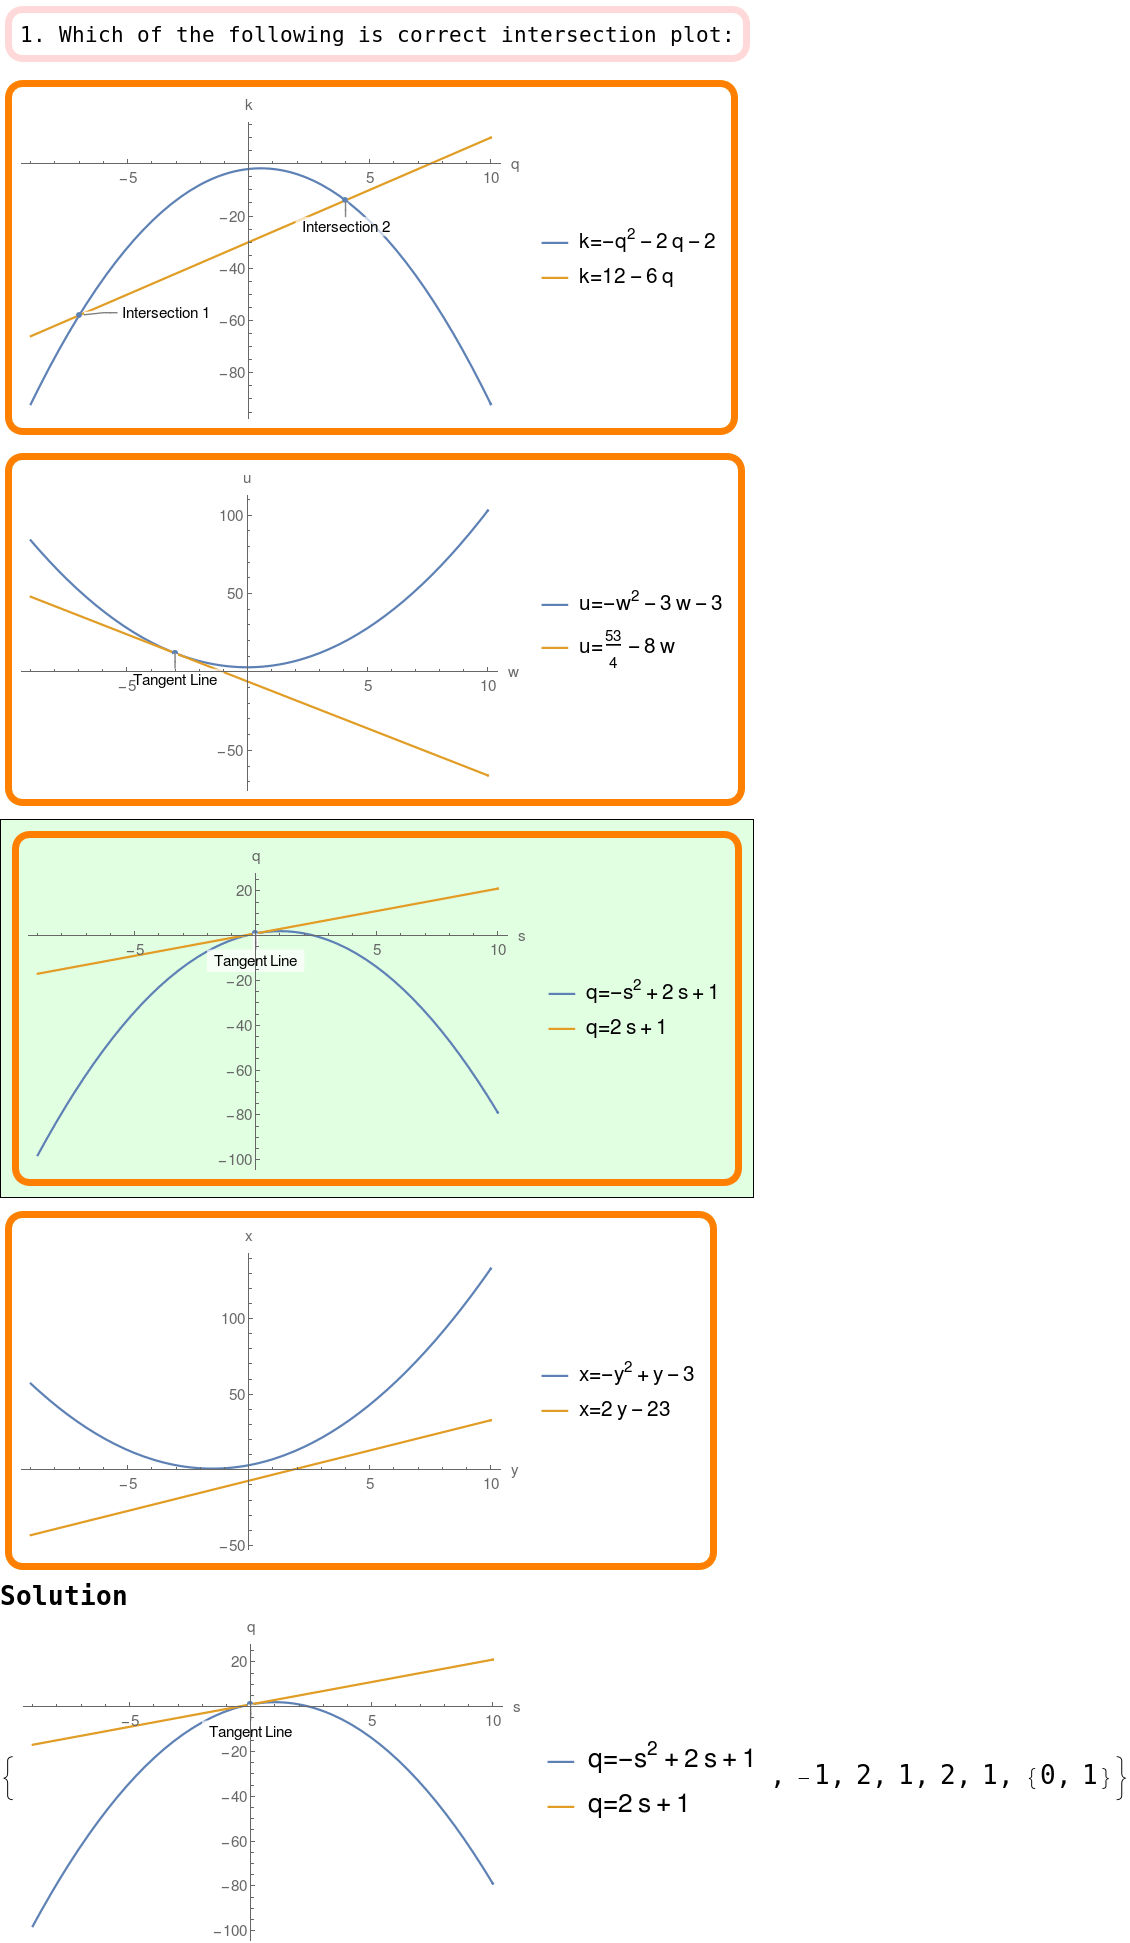 1. Which of the following is correct intersection plot:
k
q
−5 5 10
−20
−40
−60
−80
Intersection 2
Intersection 1
k=−q² − 2 q − 2
k=12 − 6 q
u
w
100
50
−5 5 10
−50
Tangent Line
u=−w² − 3 w − 3
u=53/4 − 8 w
q
s
20
−5 5 10
Tangent Line
−20
−40
−60
−80
−100
q=−s² + 2 s + 1
q=2 s + 1
x
y
100
50
−5 5 10
−50
x=−y² + y − 3
x=2 y − 23
Solution
q
s
20
−5 5 10
Tangent Line
−20
−40
−60
−80
−100
{
q=−s² + 2 s + 1
q=2 s + 1
, −1, 2, 1, 2, 1, {0, 1}}